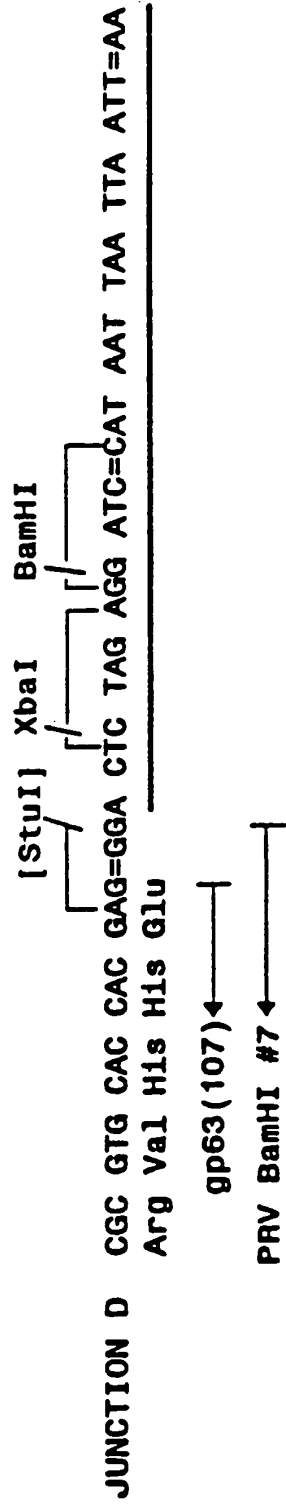 [StuI] XbaI BamHI
JUNCTION D CGC GTG CAC CAC GAG=GGA CTC TAG AGG ATC=CAT AAT TAA TTA ATT=AA
Arg Val His His Glu
gp63(107)
PRV BamHI #7